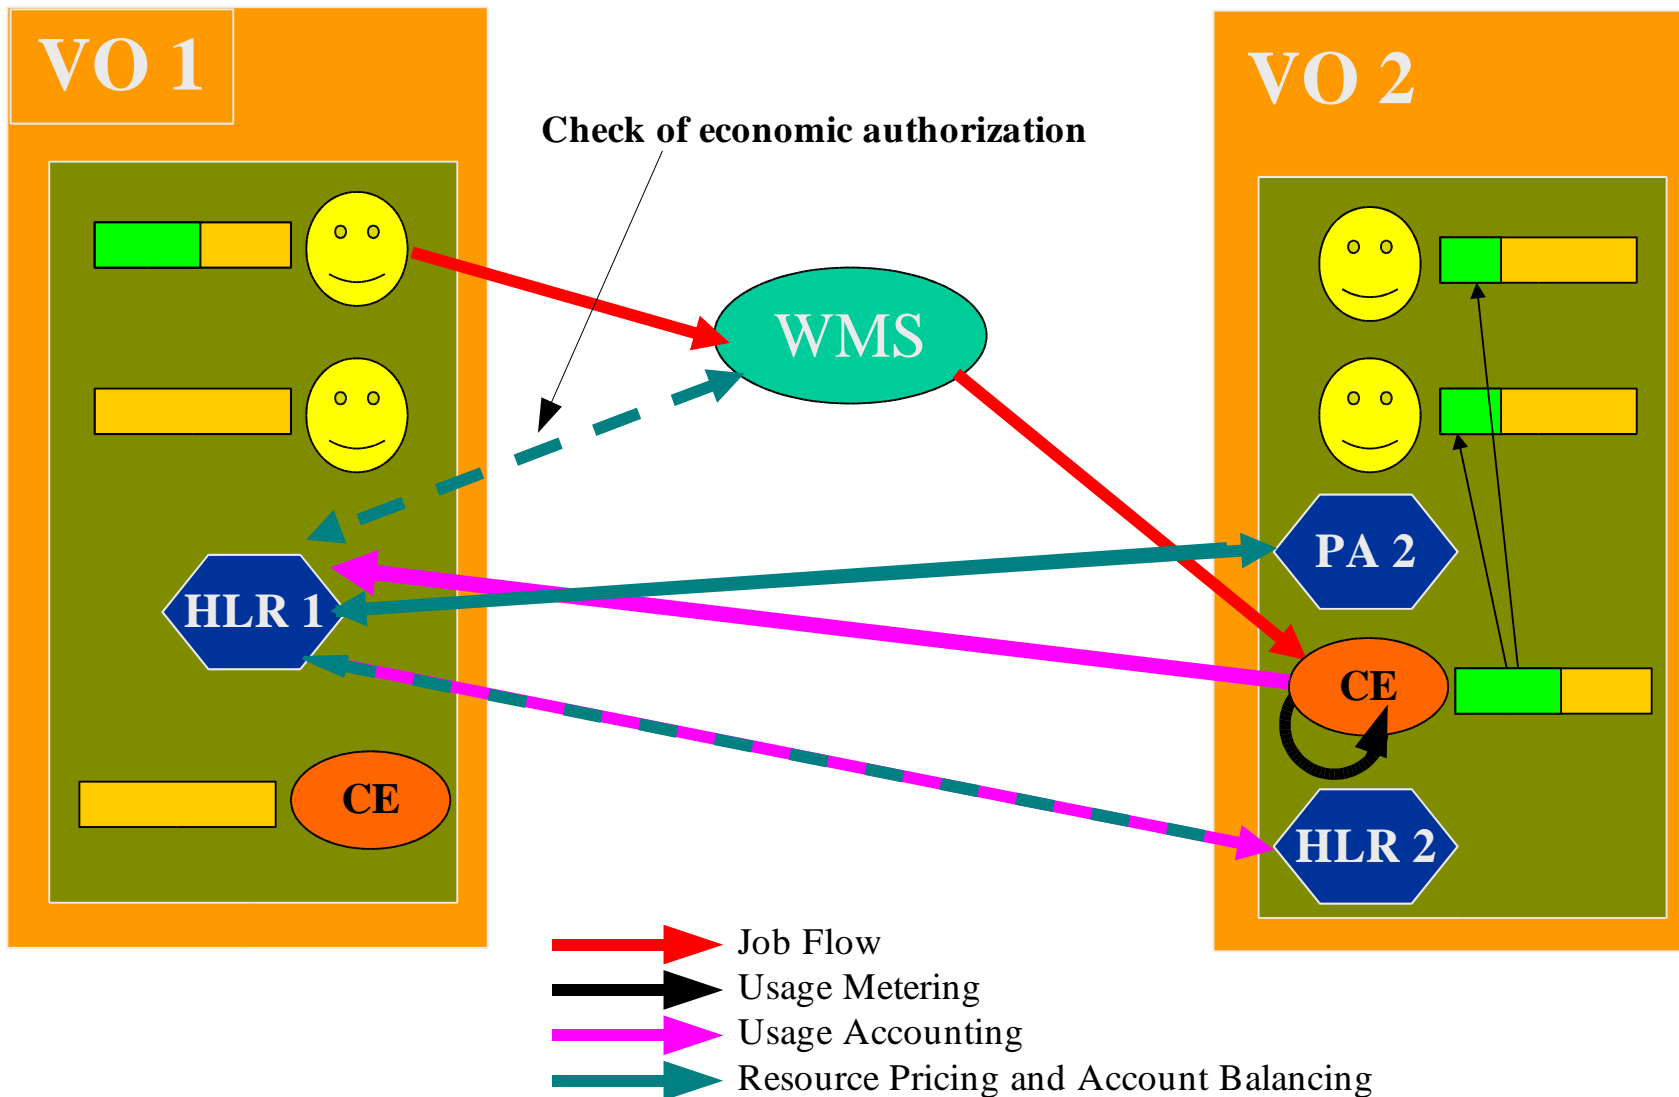 VO 1
VO 2
Check of economic authorization
WMS
PA 2
HLR 1
CE
CE
HLR 2
Job Flow
Usage Metering
Usage Accounting
Resource Pricing and Account Balancing